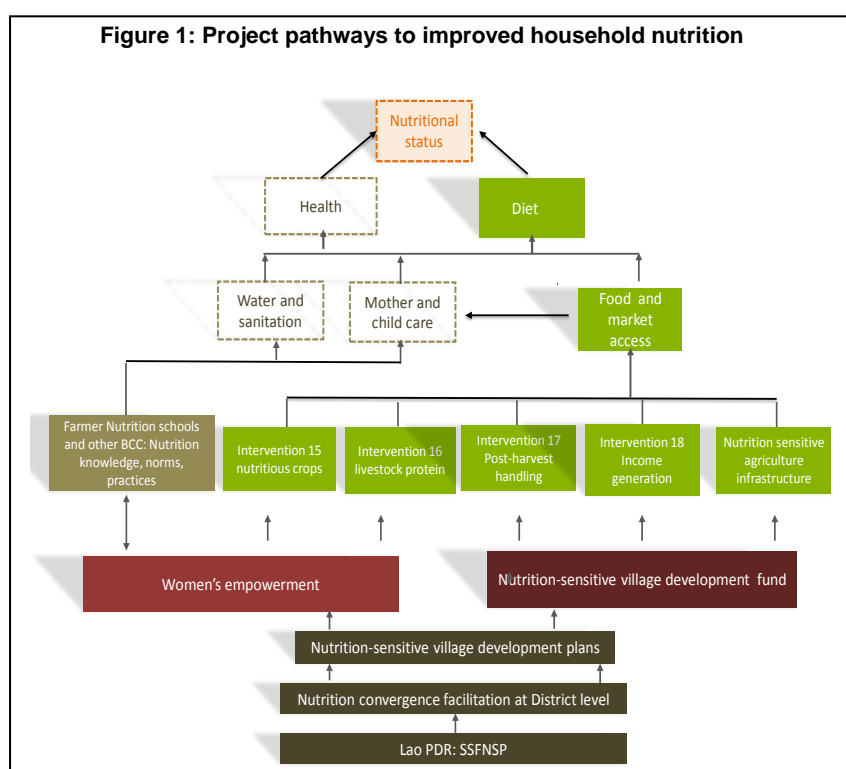 Figure 1: Project pathways to improved household nutrition
Nutritional
status
Health
Diet
Water and
sanitation
Mother and
child care
Food and
market
access
Farmer Nutrition schools
and other BCC: Nutrition
knowledge, norms,
practices
Intervention 15
nutritious crops
Intervention 16
livestock protein
Intervention 17
Post-harvest
handling
Intervention 18
Income
generation
Nutrition sensitive
agriculture
infrastructure
Women's empowerment
Nutrition-sensitive village development fund
Nutrition-sensitive village development plans
Nutrition convergence facilitation at District level
Lao PDR: SSFNSP